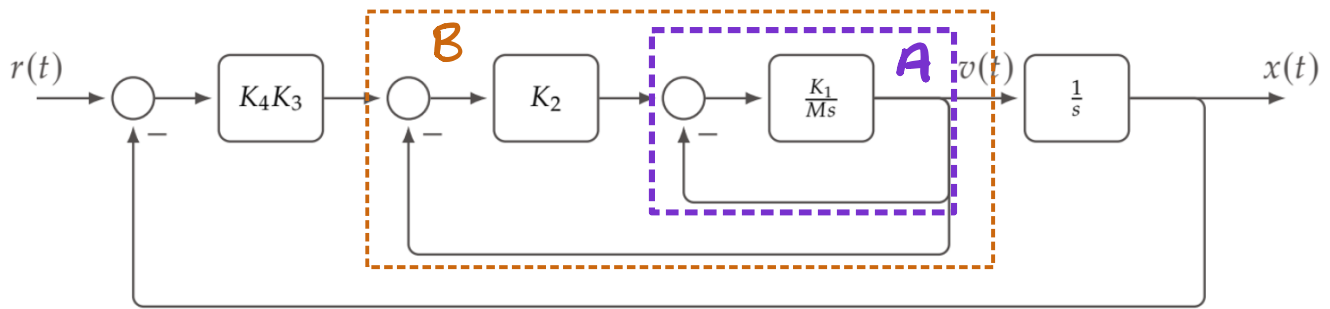 B
A
r(t)
K₄K₃
K₂
K₁
Ms
v(t)
1
s
x(t)
−
−
−